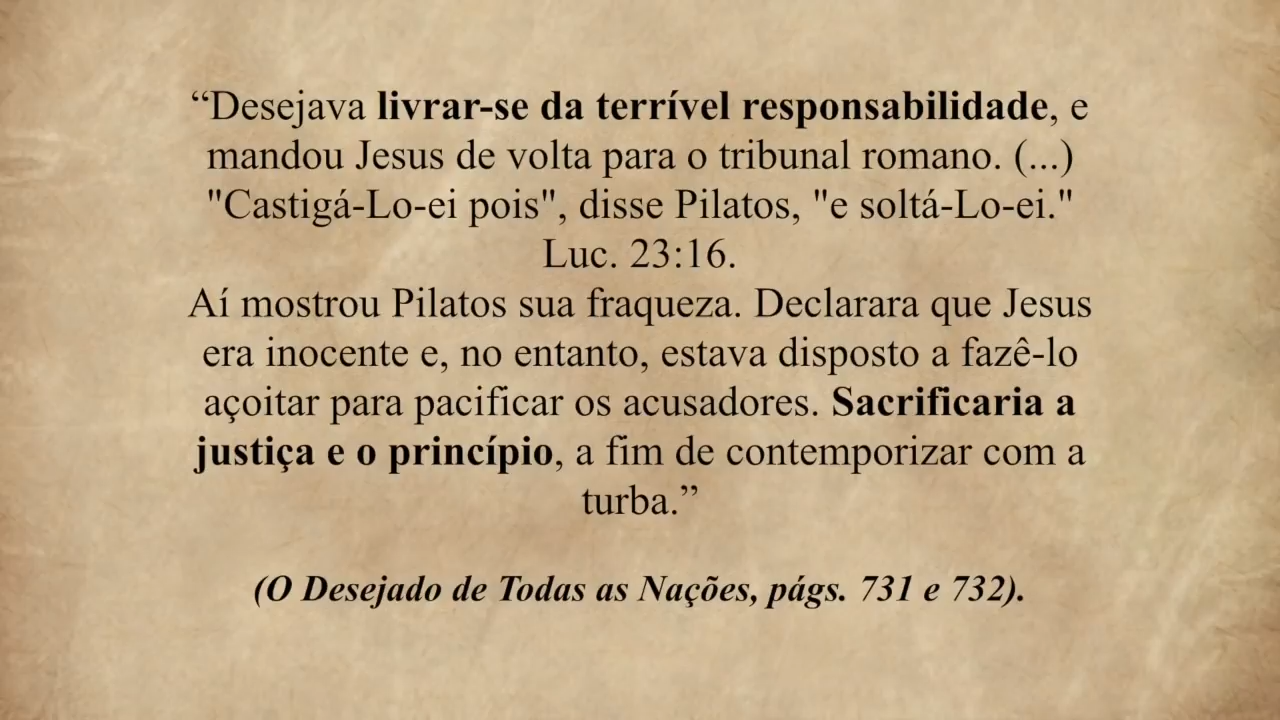 “Desejava livrar-se da terrível responsabilidade, e
mandou Jesus de volta para o tribunal romano. (...)
"Castigá-Lo-ei pois", disse Pilatos, "e soltá-Lo-ei."
Luc. 23:16.
Aí mostrou Pilatos sua fraqueza. Declarara que Jesus
era inocente e, no entanto, estava disposto a fazê-lo
açoitar para pacificar os acusadores. Sacrificaria a
justiça e o princípio, a fim de contemporizar com a
turba.”
(O Desejado de Todas as Nações, págs. 731 e 732).